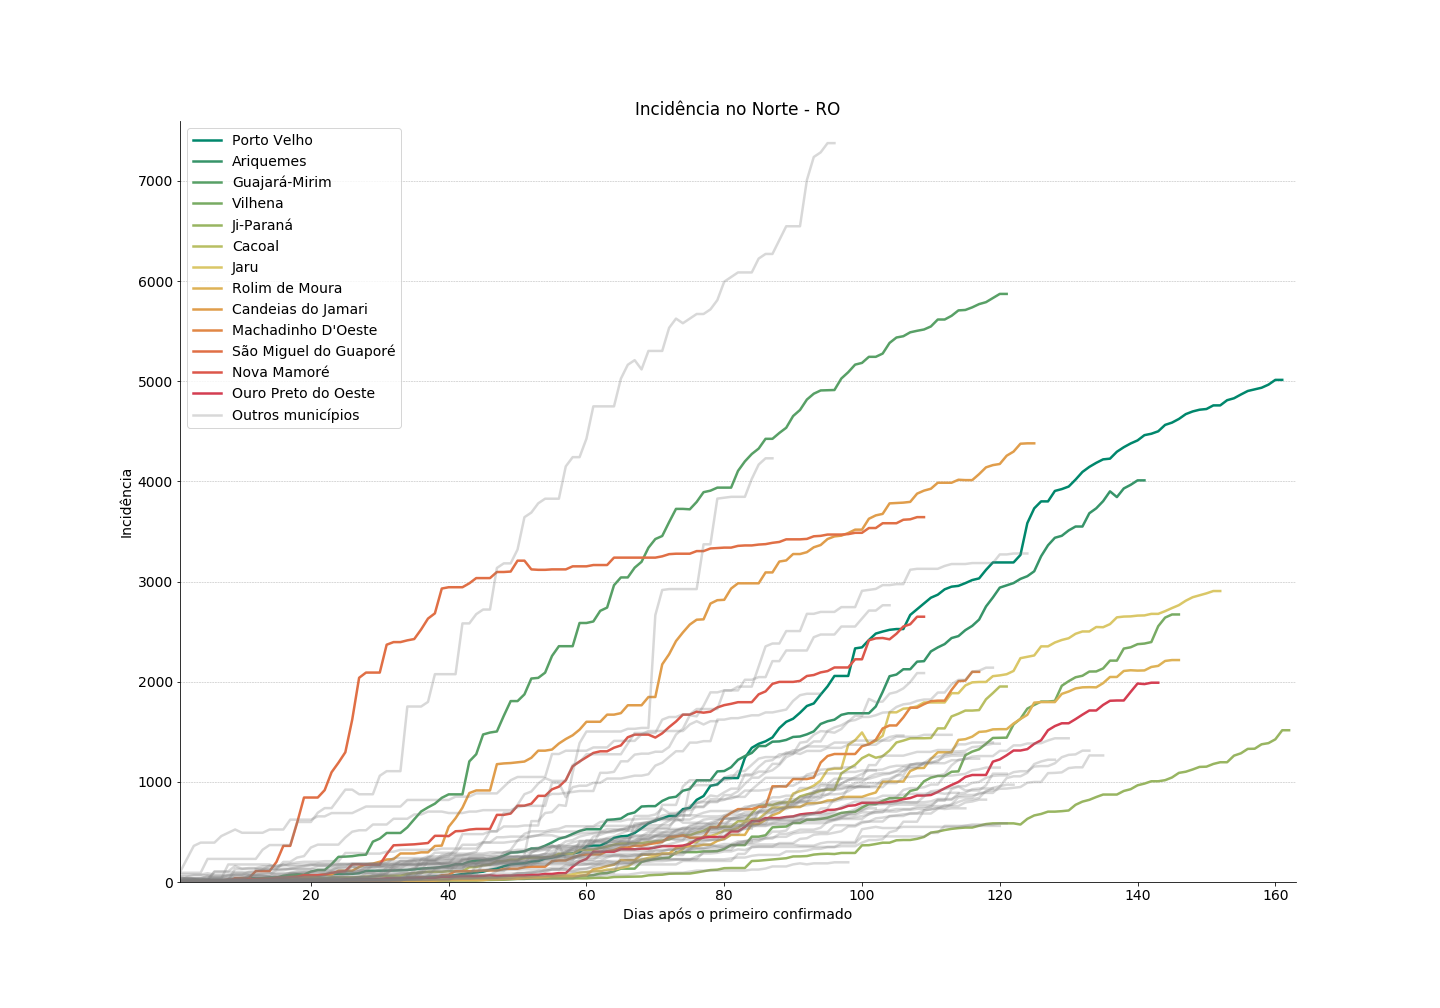 Incidência no Norte - RO
Porto Velho
Ariquemes
Guajará-Mirim
Vilhena
Ji-Paraná
Cacoal
Jaru
Rolim de Moura
Candeias do Jamari
Machadinho D'Oeste
São Miguel do Guaporé
Nova Mamoré
Ouro Preto do Oeste
Outros municípios
7000
6000
5000
4000
3000
2000
1000
0
Incidência
20 40 60 80 100 120 140 160
Dias após o primeiro confirmado